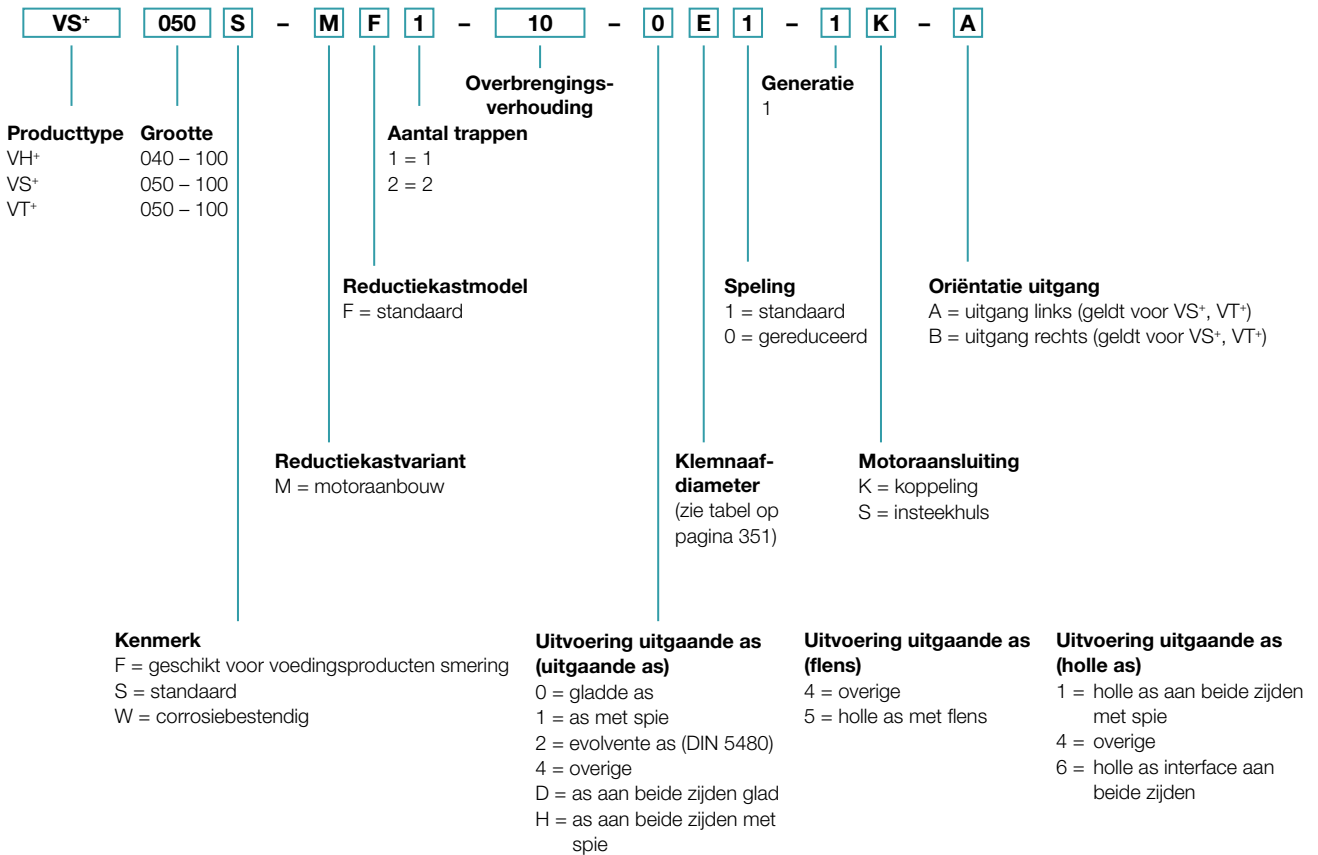 VS+ 050 S – M F 1 – 10 – 0 E 1 – 1 K – A
Overbrengings-
verhouding
Generatie
1
Producttype
VH+
VS+
VT+
Grootte
040 – 100
050 – 100
050 – 100
Aantal trappen
1 = 1
2 = 2
Reductiekastmodel
F = standaard
Speling
1 = standaard
0 = gereduceerd
Oriëntatie uitgang
A = uitgang links (geldt voor VS+, VT+)
B = uitgang rechts (geldt voor VS+, VT+)
Reductiekastvariant
M = motoraanbouw
Klemnaaf-
diameter
(zie tabel op
pagina 351)
Motoraansluiting
K = koppeling
S = insteekhuls
Kenmerk
F = geschikt voor voedingsproducten smering
S = standaard
W = corrosiebestendig
Uitvoering uitgaande as
(uitgaande as)
0 = gladde as
1 = as met spie
2 = evolvente as (DIN 5480)
4 = overige
D = as aan beide zijden glad
H = as aan beide zijden met
spie
Uitvoering uitgaande as
(flens)
4 = overige
5 = holle as met flens
Uitvoering uitgaande as
(holle as)
1 = holle as aan beide zijden
met spie
4 = overige
6 = holle as interface aan
beide zijden